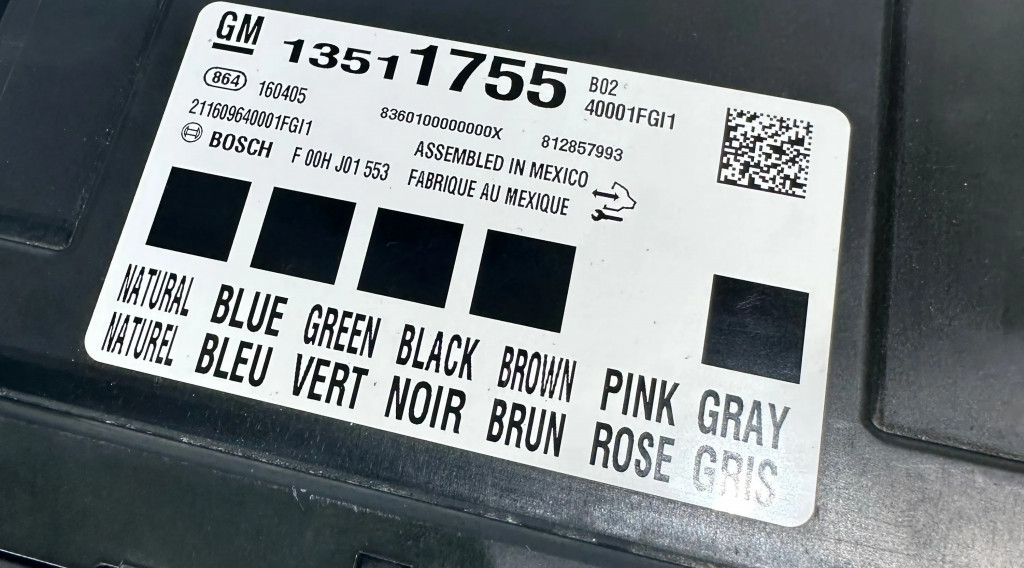 GM 13511755 B02
864 160405 40001FGI1
211609640001FGI1 8360100000000X 812857993
BOSCH F 00H J01 553 ASSEMBLED IN MEXICO
FABRIQUE AU MEXIQUE
NATURAL BLUE GREEN BLACK BROWN PINK GRAY
NATUREL BLEU VERT NOIR BRUN ROSE GRIS